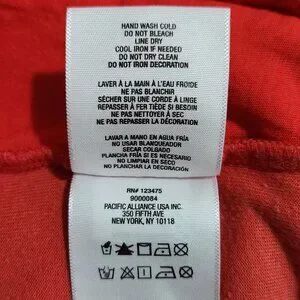 HAND WASH COLD
DO NOT BLEACH
LINE DRY
COOL IRON IF NEEDED
DO NOT DRY CLEAN
DO NOT IRON DECORATION
LAVER À LA MAIN À L'EAU FROIDE
NE PAS BLANCHIR
SÉCHER SUR UNE CORDE À LINGE
REPASSER À FER TIÈDE SI BESOIN
NE PAS NETTOYER À SEC
NE PAS REPASSER LA DÉCORATION
LAVAR A MANO EN AGUA FRÍA
NO USAR BLANQUEADOR
SECAR COLGADO
PLANCHA FRÍA SI ES NECESARIO
NO LIMPIAR EN SECO
NO PLANCHAR LA DECORACIÓN
RN# 123475
9000084
PACIFIC ALLIANCE USA INC.
350 FIFTH AVE
NEW YORK, NY 10118